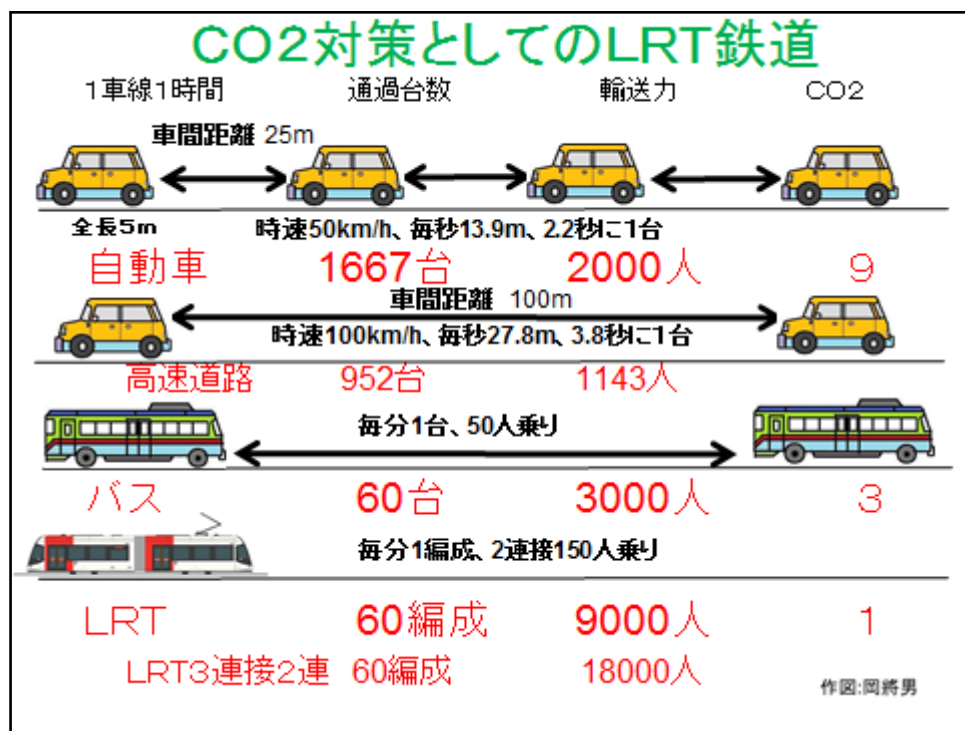 CO2対策としてのLRT鉄道
1車線1時間 通過台数 輸送力 CO2
車間距離 25m
全長5m 時速50km/h、毎秒13.9m、2.2秒に1台
自動車 1667台 2000人 9
車間距離 100m
時速100km/h、毎秒27.8m、3.8秒に1台
高速道路 952台 1143人
毎分1台、50人乗り
バス 60台 3000人 3
毎分1編成、2連接150人乗り
LRT 60編成 9000人 1
LRT3連接2連 60編成 18000人
作図:岡將男